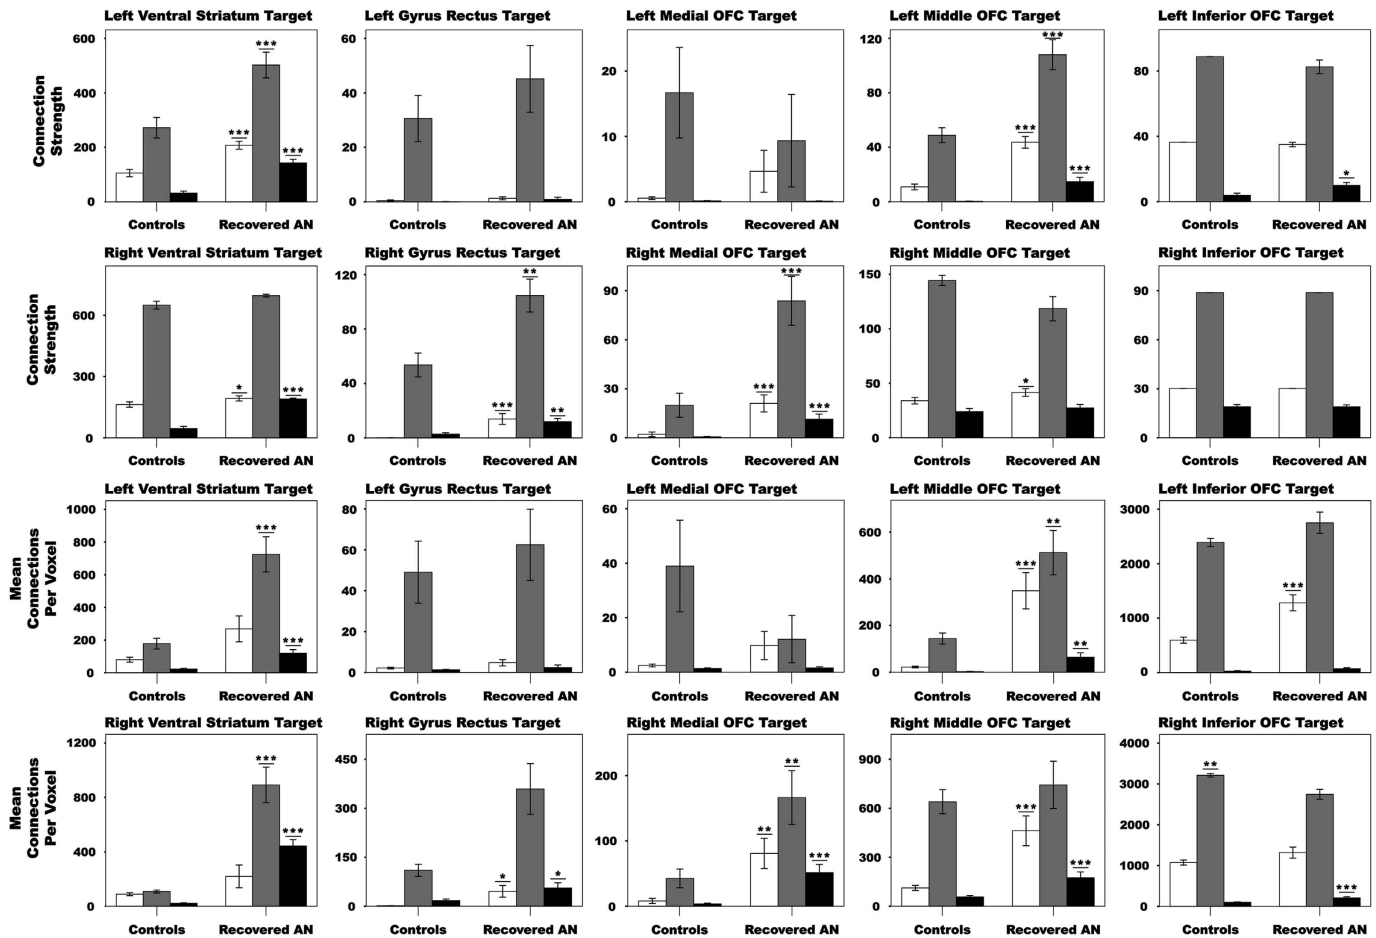 Left Ventral Striatum Target
600
400
200
0
***
***
***
Controls Recovered AN
Connection
Strength
Left Gyrus Rectus Target
60
40
20
0
Controls Recovered AN
Left Medial OFC Target
20
10
0
Controls Recovered AN
Left Middle OFC Target
120
80
40
0
***
***
***
Controls Recovered AN
Left Inferior OFC Target
80
40
0
*
Controls Recovered AN
Right Ventral Striatum Target
600
300
0
*
***
Controls Recovered AN
Connection
Strength
Right Gyrus Rectus Target
120
80
40
0
**
***
**
Controls Recovered AN
Right Medial OFC Target
90
60
30
0
***
***
***
Controls Recovered AN
Right Middle OFC Target
150
100
50
0
*
Controls Recovered AN
Right Inferior OFC Target
90
60
30
0
Controls Recovered AN
Left Ventral Striatum Target
1000
800
600
400
200
0
***
***
Controls Recovered AN
Mean
Connections
Per Voxel
Left Gyrus Rectus Target
80
60
40
20
0
Controls Recovered AN
Left Medial OFC Target
60
40
20
0
Controls Recovered AN
Left Middle OFC Target
600
400
200
0
**
***
**
Controls Recovered AN
Left Inferior OFC Target
3000
2000
1000
0
***
Controls Recovered AN
Right Ventral Striatum Target
1200
800
400
0
***
***
Controls Recovered AN
Mean
Connections
Per Voxel
Right Gyrus Rectus Target
450
300
150
0
*
*
Controls Recovered AN
Right Medial OFC Target
200
100
0
**
**
***
Controls Recovered AN
Right Middle OFC Target
900
600
300
0
***
***
Controls Recovered AN
Right Inferior OFC Target
4000
3000
2000
1000
0
**
***
Controls Recovered AN